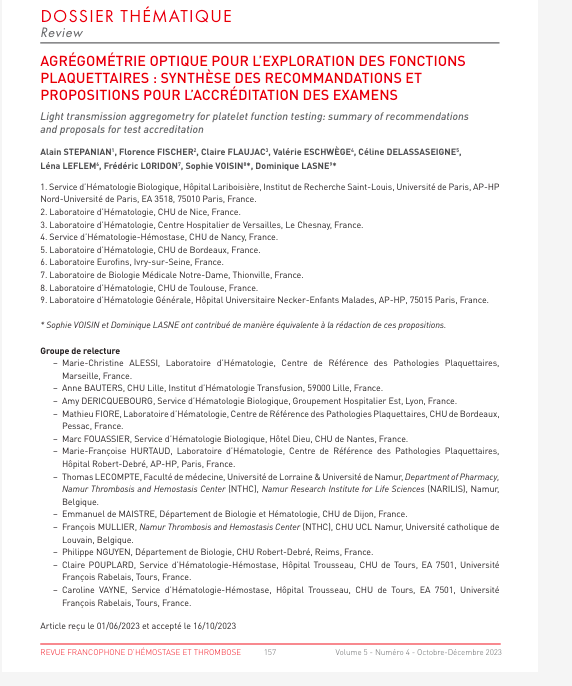 DOSSIER THÉMATIQUE
Review
AGRÉGOMÉTRIE OPTIQUE POUR L'EXPLORATION DES FONCTIONS
PLAQUETTAIRES : SYNTHÈSE DES RECOMMANDATIONS ET
PROPOSITIONS POUR L'ACCRÉDITATION DES EXAMENS
Light transmission aggregometry for platelet function testing: summary of recommendations
and proposals for test accreditation
Alain STEPANIAN¹, Florence FISCHER², Claire FLAUJAC³, Valérie ESCHWÈGE⁴, Céline DELASSASEIGNE⁵,
Léna LEFLEM⁶, Frédéric LORIDON⁷, Sophie VOISIN⁸*, Dominique LASNE⁹*
1. Service d'Hématologie Biologique, Hôpital Lariboisière, Institut de Recherche Saint-Louis, Université de Paris, AP-HP
Nord-Université de Paris, EA 3518, 75010 Paris, France.
2. Laboratoire d'Hématologie, CHU de Nice, France.
3. Laboratoire d'Hématologie, Centre Hospitalier de Versailles, Le Chesnay, France.
4. Service d'Hématologie-Hémostase, CHU de Nancy, France.
5. Laboratoire d'Hématologie, CHU de Bordeaux, France.
6. Laboratoire Eurofins, Ivry-sur-Seine, France.
7. Laboratoire de Biologie Médicale Notre-Dame, Thionville, France.
8. Laboratoire d'Hématologie, CHU de Toulouse, France.
9. Laboratoire d'Hématologie Générale, Hôpital Universitaire Necker-Enfants Malades, AP-HP, 75015 Paris, France.
* Sophie VOISIN et Dominique LASNE ont contribué de manière équivalente à la rédaction de ces propositions.
Groupe de relecture
– Marie-Christine ALESSI, Laboratoire d'Hématologie, Centre de Référence des Pathologies Plaquettaires,
Marseille, France.
– Anne BAUTERS, CHU Lille, Institut d'Hématologie Transfusion, 59000 Lille, France.
– Amy DERICQUEBOURG, Service d'Hématologie Biologique, Groupement Hospitalier Est, Lyon, France.
– Mathieu FIORE, Laboratoire d'Hématologie, Centre de Référence des Pathologies Plaquettaires, CHU de Bordeaux,
Pessac, France.
– Marc FOUASSIER, Service d'Hématologie Biologique, Hôtel Dieu, CHU de Nantes, France.
– Marie-Françoise HURTAUD, Laboratoire d'Hématologie, Centre de Référence des Pathologies Plaquettaires,
Hôpital Robert-Debré, AP-HP, Paris, France.
– Thomas LECOMPTE, Faculté de médecine, Université de Lorraine & Université de Namur, Department of Pharmacy,
Namur Thrombosis and Hemostasis Center (NTHC), Namur Research Institute for Life Sciences (NARILIS), Namur,
Belgique.
– Emmanuel de MAISTRE, Département de Biologie et Hématologie, CHU de Dijon, France.
– François MULLIER, Namur Thrombosis and Hemostasis Center (NTHC), CHU UCL Namur, Université catholique de
Louvain, Belgique.
– Philippe NGUYEN, Département de Biologie, CHU Robert-Debré, Reims, France.
– Claire POUPLARD, Service d'Hématologie-Hémostase, Hôpital Trousseau, CHU de Tours, EA 7501, Université
François Rabelais, Tours, France.
– Caroline VAYNE, Service d'Hématologie-Hémostase, Hôpital Trousseau, CHU de Tours, EA 7501, Université
François Rabelais, Tours, France.
Article reçu le 01/06/2023 et accepté le 16/10/2023
REVUE FRANCOPHONE D'HÉMOSTASE ET THROMBOSE 157 Volume 5 - Numéro 4 - Octobre-Décembre 2023